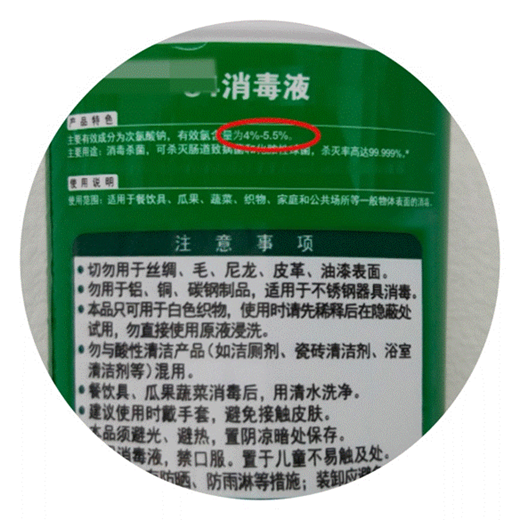 消毒液
产品特色
主要有效成分为次氯酸钠，有效氯含量为4%-5.5%。
主要用途：消毒杀菌，可杀灭肠道致病菌和化脓性球菌，杀灭率高达99.999%。*
使用说明
使用范围：适用于餐饮具、瓜果、蔬菜、织物、家庭和公共场所等一般物体表面的消毒。
注意事项
●切勿用于丝绸、毛、尼龙、皮革、油漆表面。
●勿用于铝、铜、碳钢制品，适用于不锈钢器具消毒。
●本品只可用于白色织物，使用时请先稀释后在隐蔽处
试用，勿直接使用原液浸洗。
●勿与酸性清洁产品（如洁厕剂、瓷砖清洁剂、浴室
清洁剂等）混用。
●餐饮具、瓜果蔬菜消毒后，用清水洗净。
●建议使用时戴手套，避免接触皮肤。
本品须避光、避热，置阴凉暗处保存。
消毒液，禁口服。置于儿童不易触及处。
防晒、防雨淋等措施；装卸应避